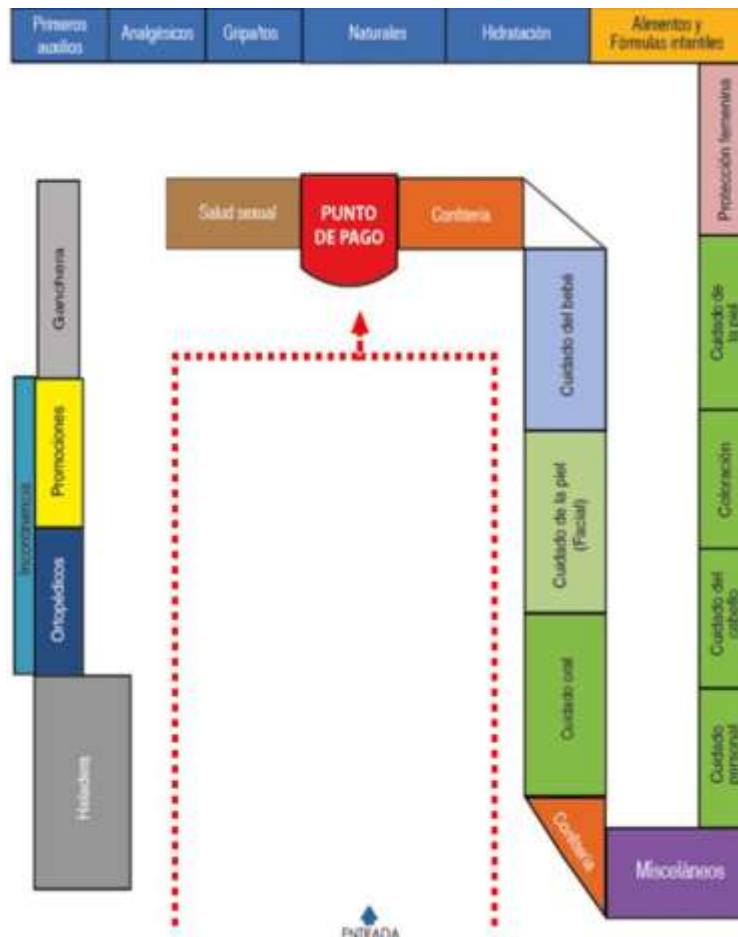 Primeros
auxilios
Analgésicos
Gripa/tos
Naturales
Hidratación
Alimentos y
Fórmulas infantiles
Protección femenina
Salud sexual
PUNTO
DE PAGO
Confitería
Ganchera
Cuidado del bebé
Cuidado de
la piel
Incontinencia
Promociones
Cuidado de la piel
(Facial)
Coloración
Ortopédicos
Cuidado del
cabello
Cuidado oral
Heladera
Cuidado
personal
Confitería
Misceláneos
ENTRADA